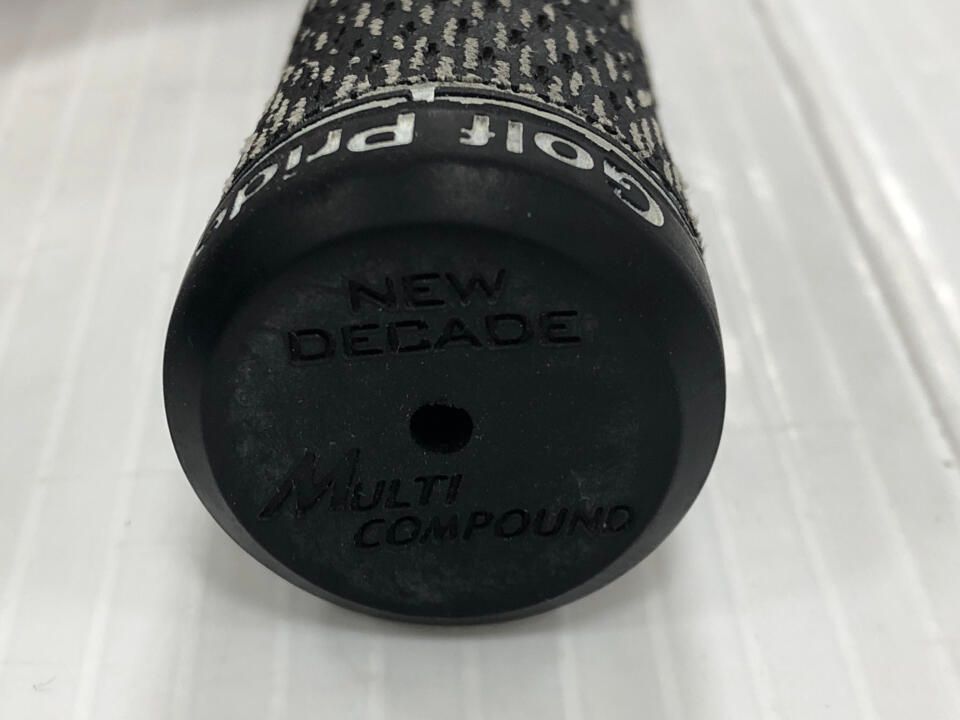 Golf Pride
NEW
DECADE
MULTI
COMPOUND